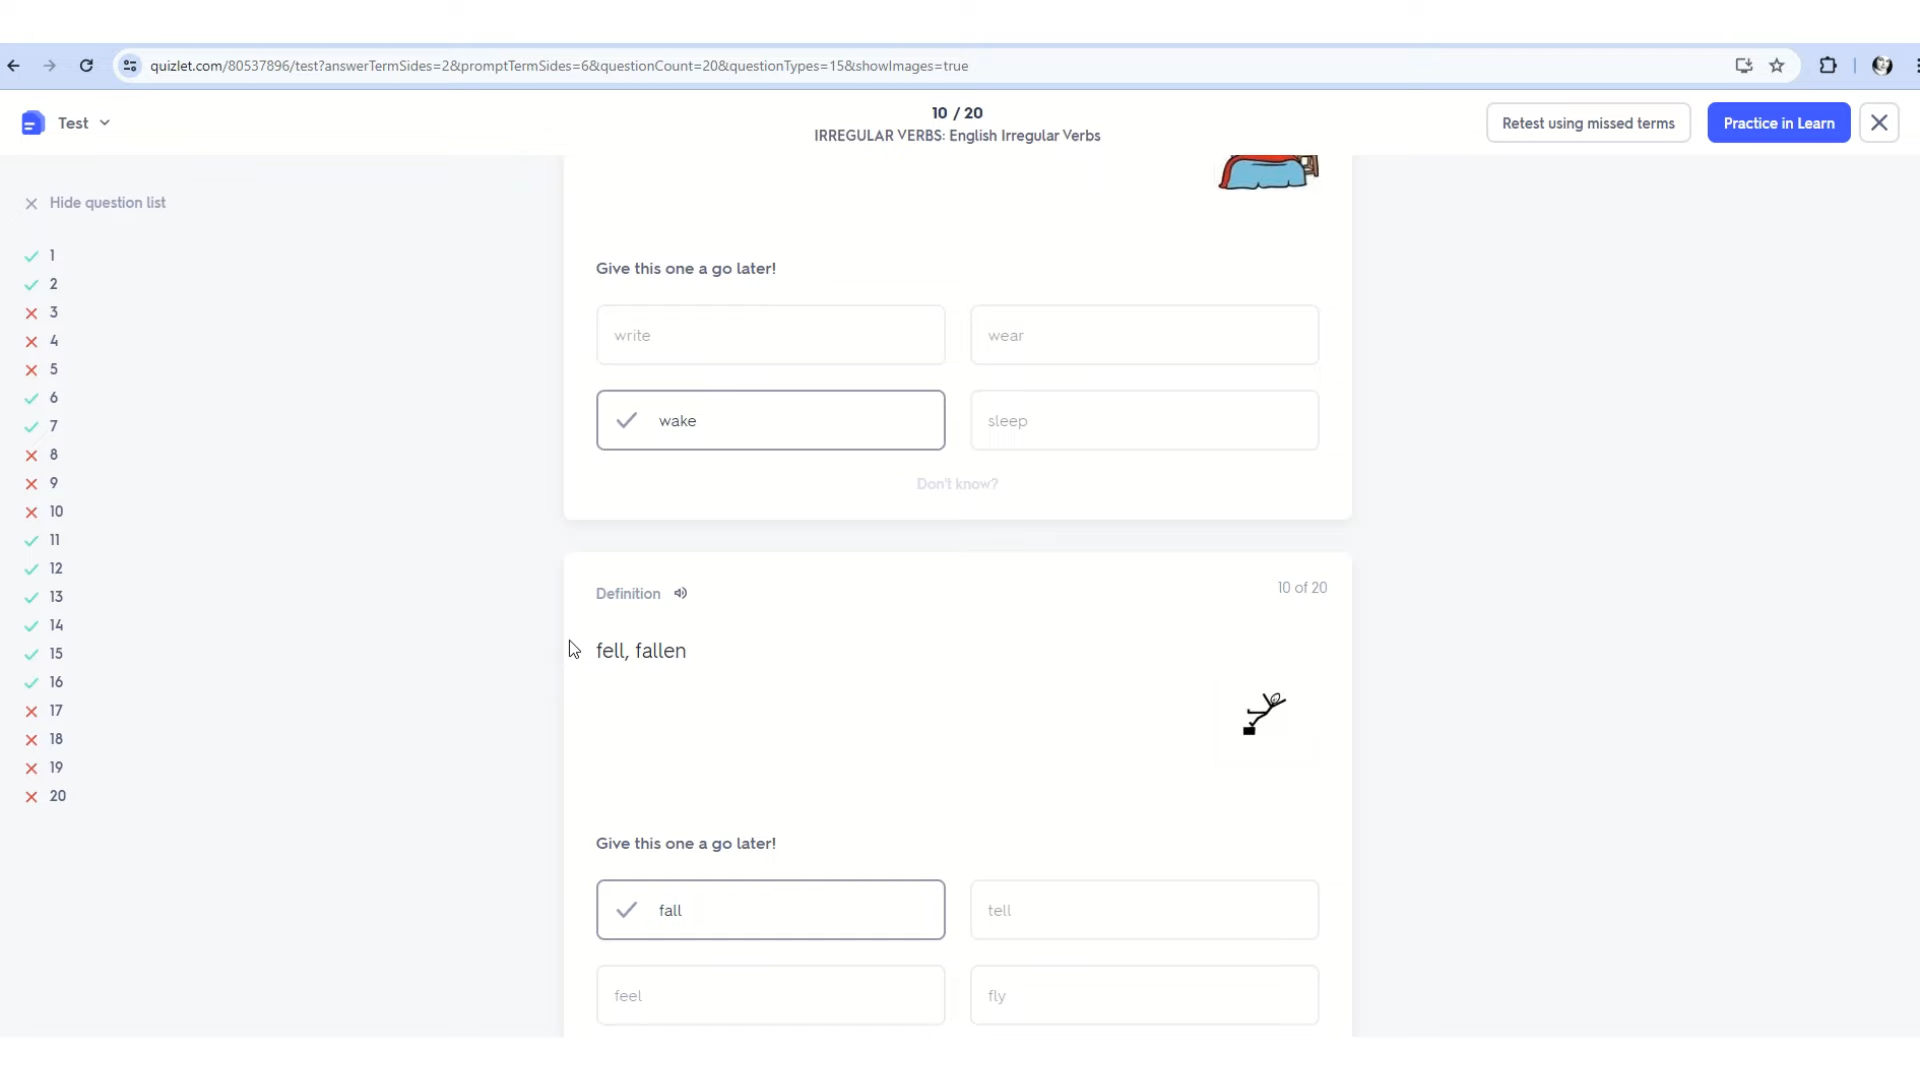 quizlet.com/80537896/test?answerTermSides=2&promptTermSides=6&questionCount=20&questionTypes=15&showImages=true
Test
10 / 20
IRREGULAR VERBS: English Irregular Verbs
Retest using missed terms
Practice in Learn
Hide question list
1
2
3
4
5
6
7
8
9
10
11
12
13
14
15
16
17
18
19
20
Give this one a go later!
write
wear
wake
sleep
Don't know?
Definition
10 of 20
fell, fallen
Give this one a go later!
fall
tell
feel
fly